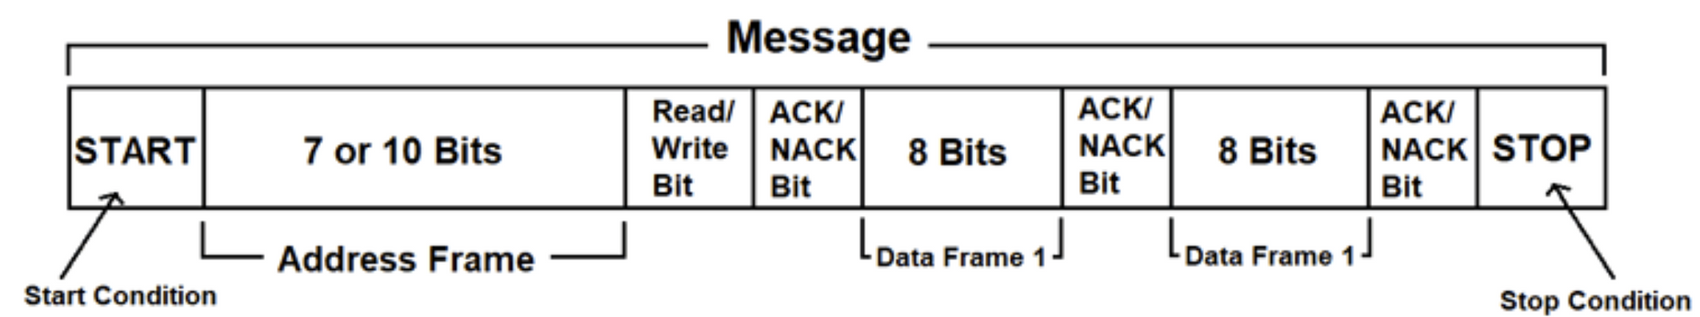 Message
START
7 or 10 Bits
Read/
Write
Bit
ACK/
NACK
Bit
8 Bits
ACK/
NACK
Bit
8 Bits
ACK/
NACK
Bit
STOP
Address Frame
Data Frame 1
Data Frame 1
Start Condition
Stop Condition